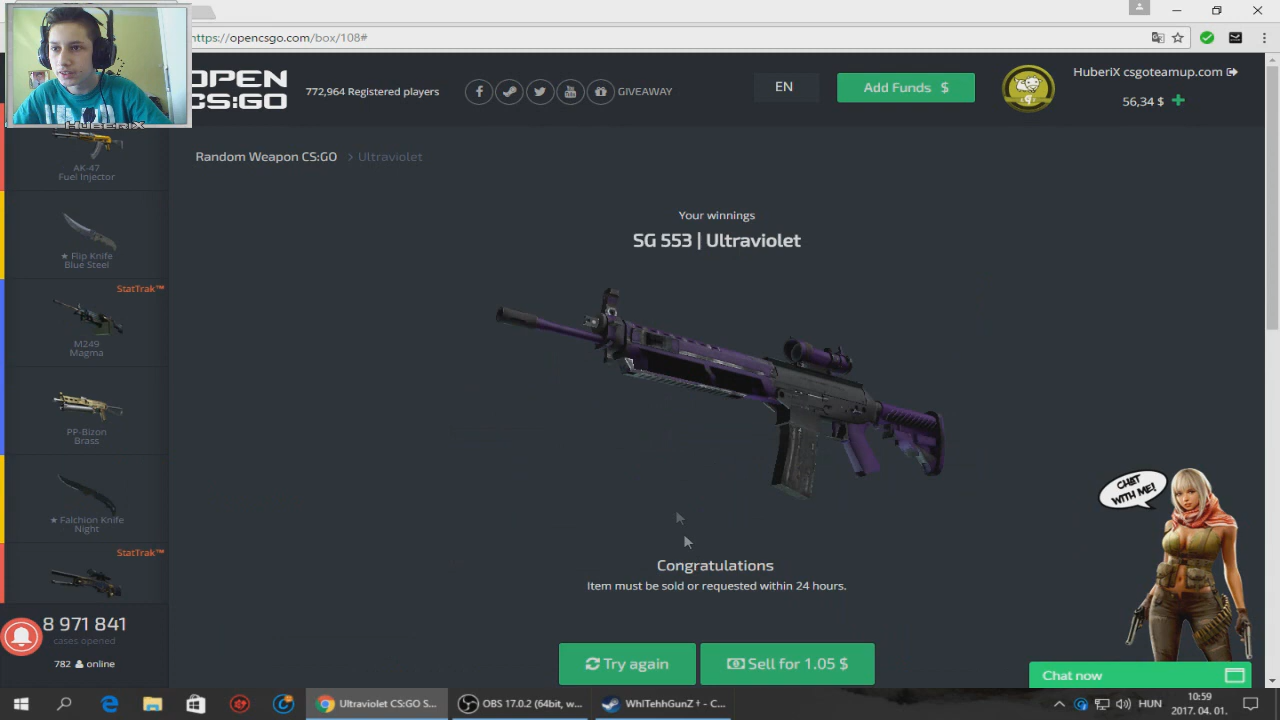 https://opencsgo.com/box/108#
HuberiX
OPEN
CS:GO
772,964 Registered players
GIVEAWAY
EN
Add Funds $
HuberiX csgoteamup.com
56,34 $
Random Weapon CS:GO > Ultraviolet
Your winnings
SG 553 | Ultraviolet
AK-47
Fuel Injector
★ Flip Knife
Blue Steel
StatTrak™
M249
Magma
PP-Bizon
Brass
★ Falchion Knife
Night
StatTrak™
8 971 841
cases opened
782 online
Congratulations
Item must be sold or requested within 24 hours.
Try again
Sell for 1.05 $
CHAT
WITH ME!
Chat now
Ultraviolet CS:GO S...
OBS 17.0.2 (64bit, w...
WhITehhGunZ † - C...
HUN
10:59
2017. 04. 01.